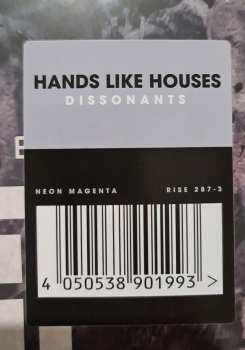 HANDS LIKE HOUSES
DISSONANTS
NEON MAGENTA RISE 287-3
4 050538 901993 >